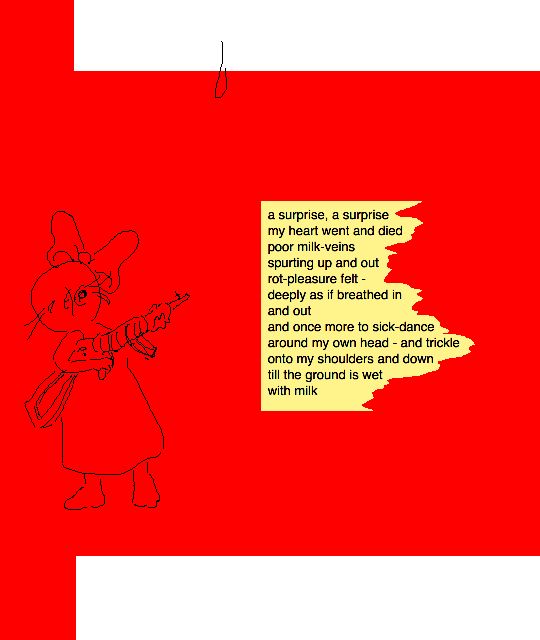 a surprise, a surprise
my heart went and died
poor milk-veins
spurting up and out
rot-pleasure felt -
deeply as if breathed in
and out
and once more to sick-dance
around my own head - and trickle
onto my shoulders and down
till the ground is wet
with milk